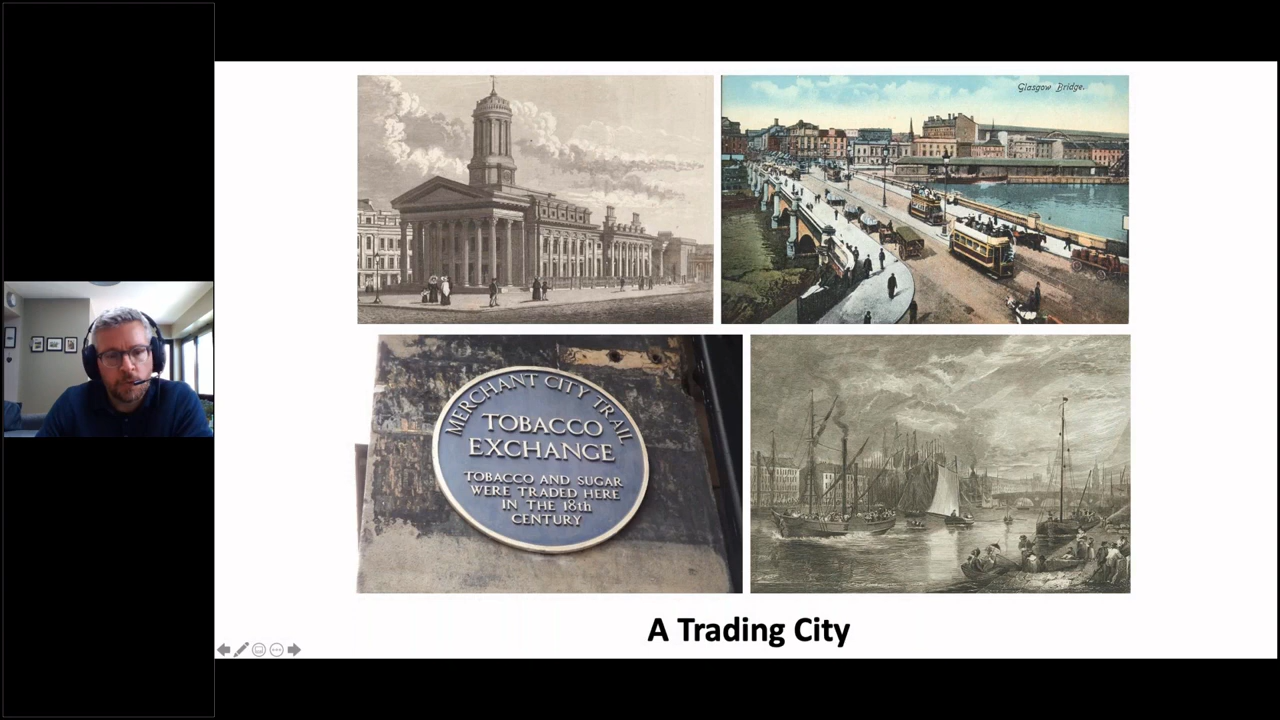 Glasgow Bridge.
MERCHANT CITY TRAIL
TOBACCO
EXCHANGE
TOBACCO AND SUGAR
WERE TRADED HERE
IN THE 18th
CENTURY
A Trading City